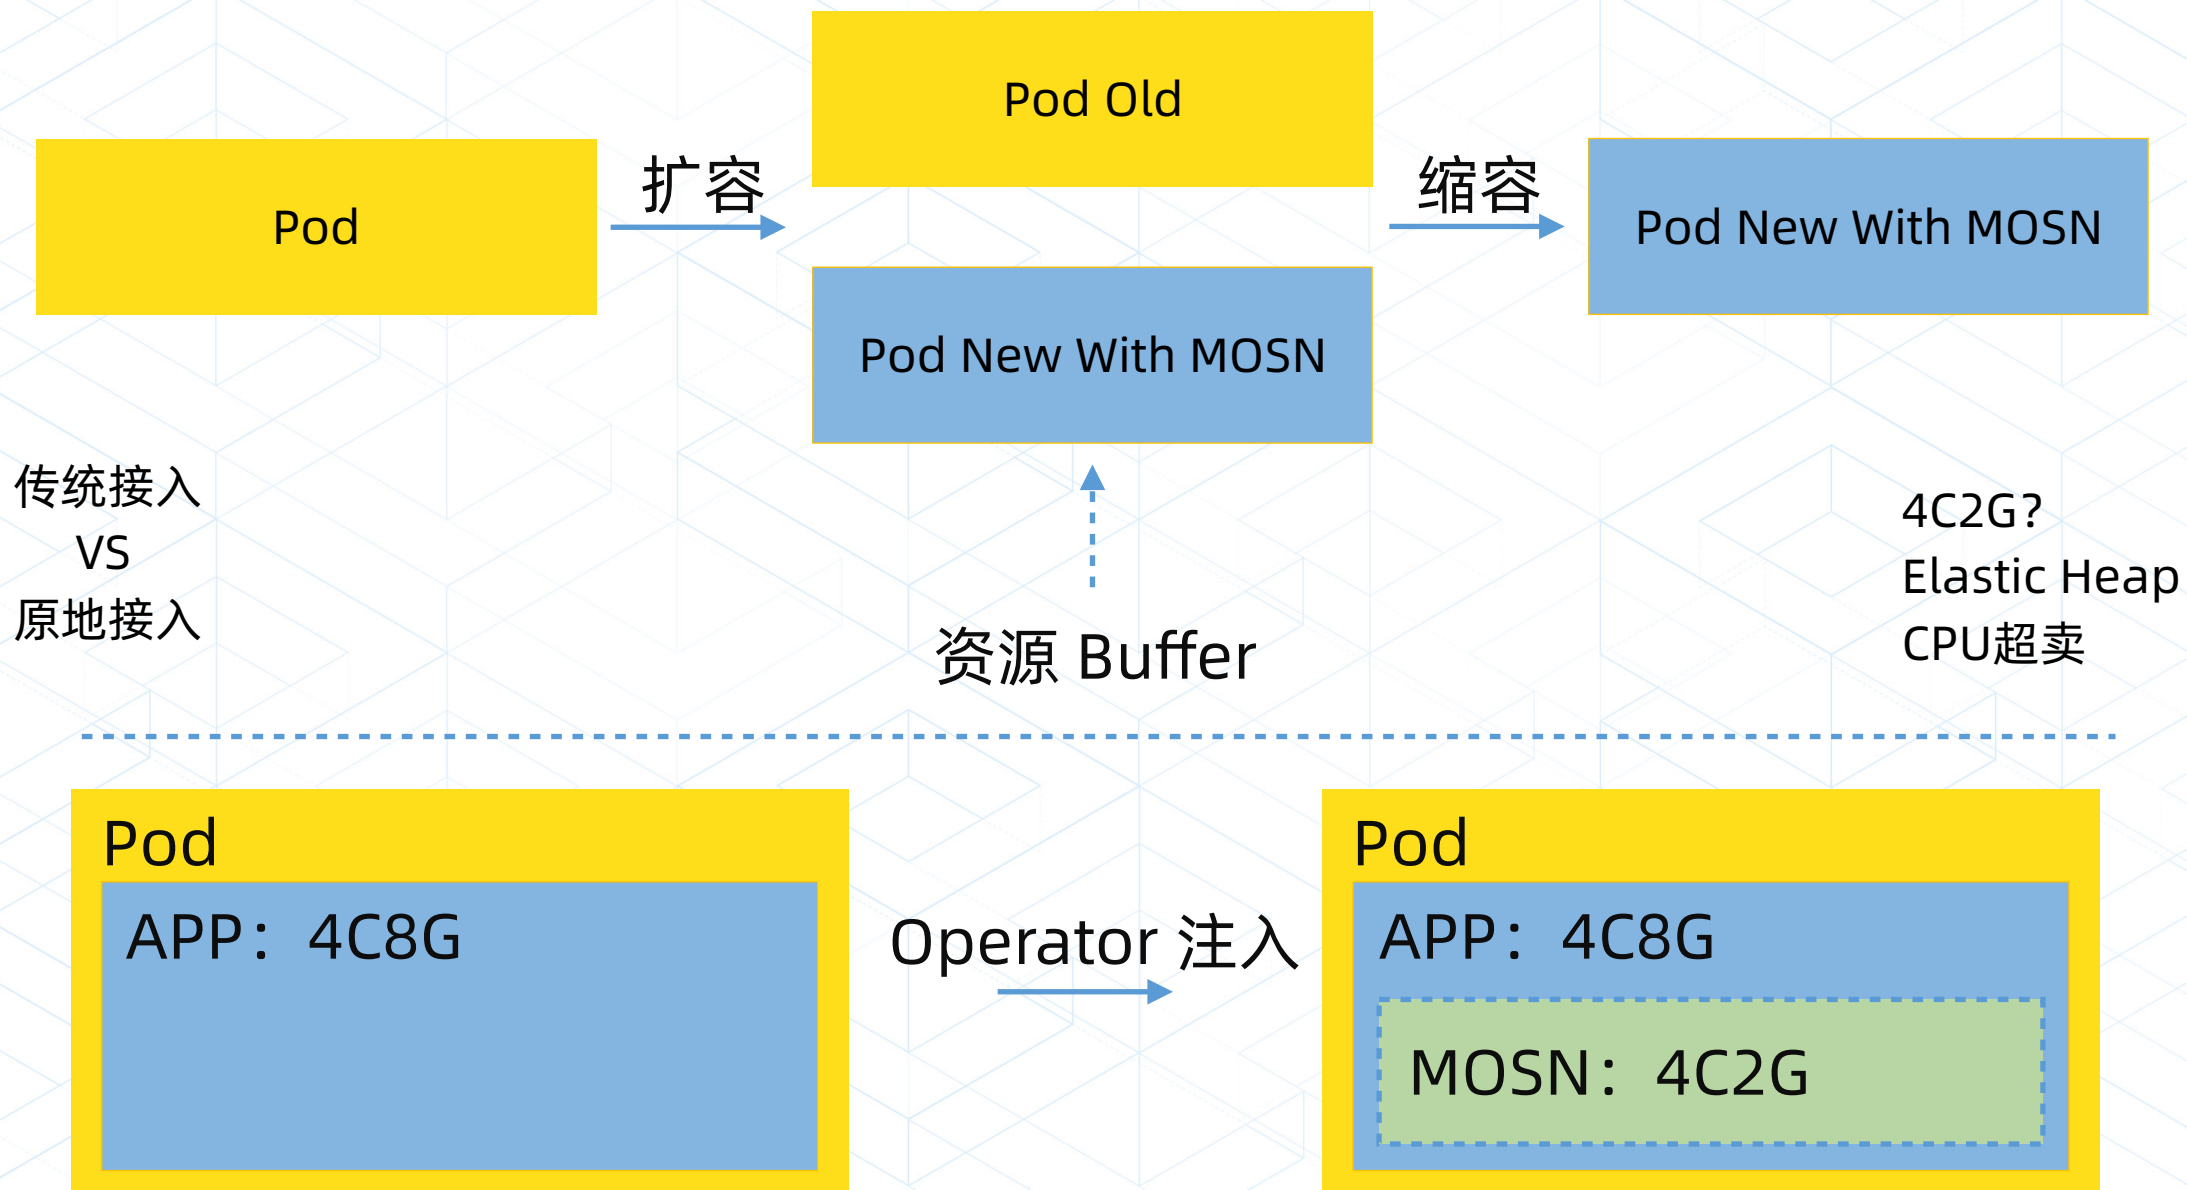 Pod
扩容
Pod Old
Pod New With MOSN
缩容
Pod New With MOSN
传统接入
VS
原地接入
资源 Buffer
4C2G?
Elastic Heap
CPU超卖
Pod
APP：4C8G
Operator 注入
Pod
APP：4C8G
MOSN：4C2G